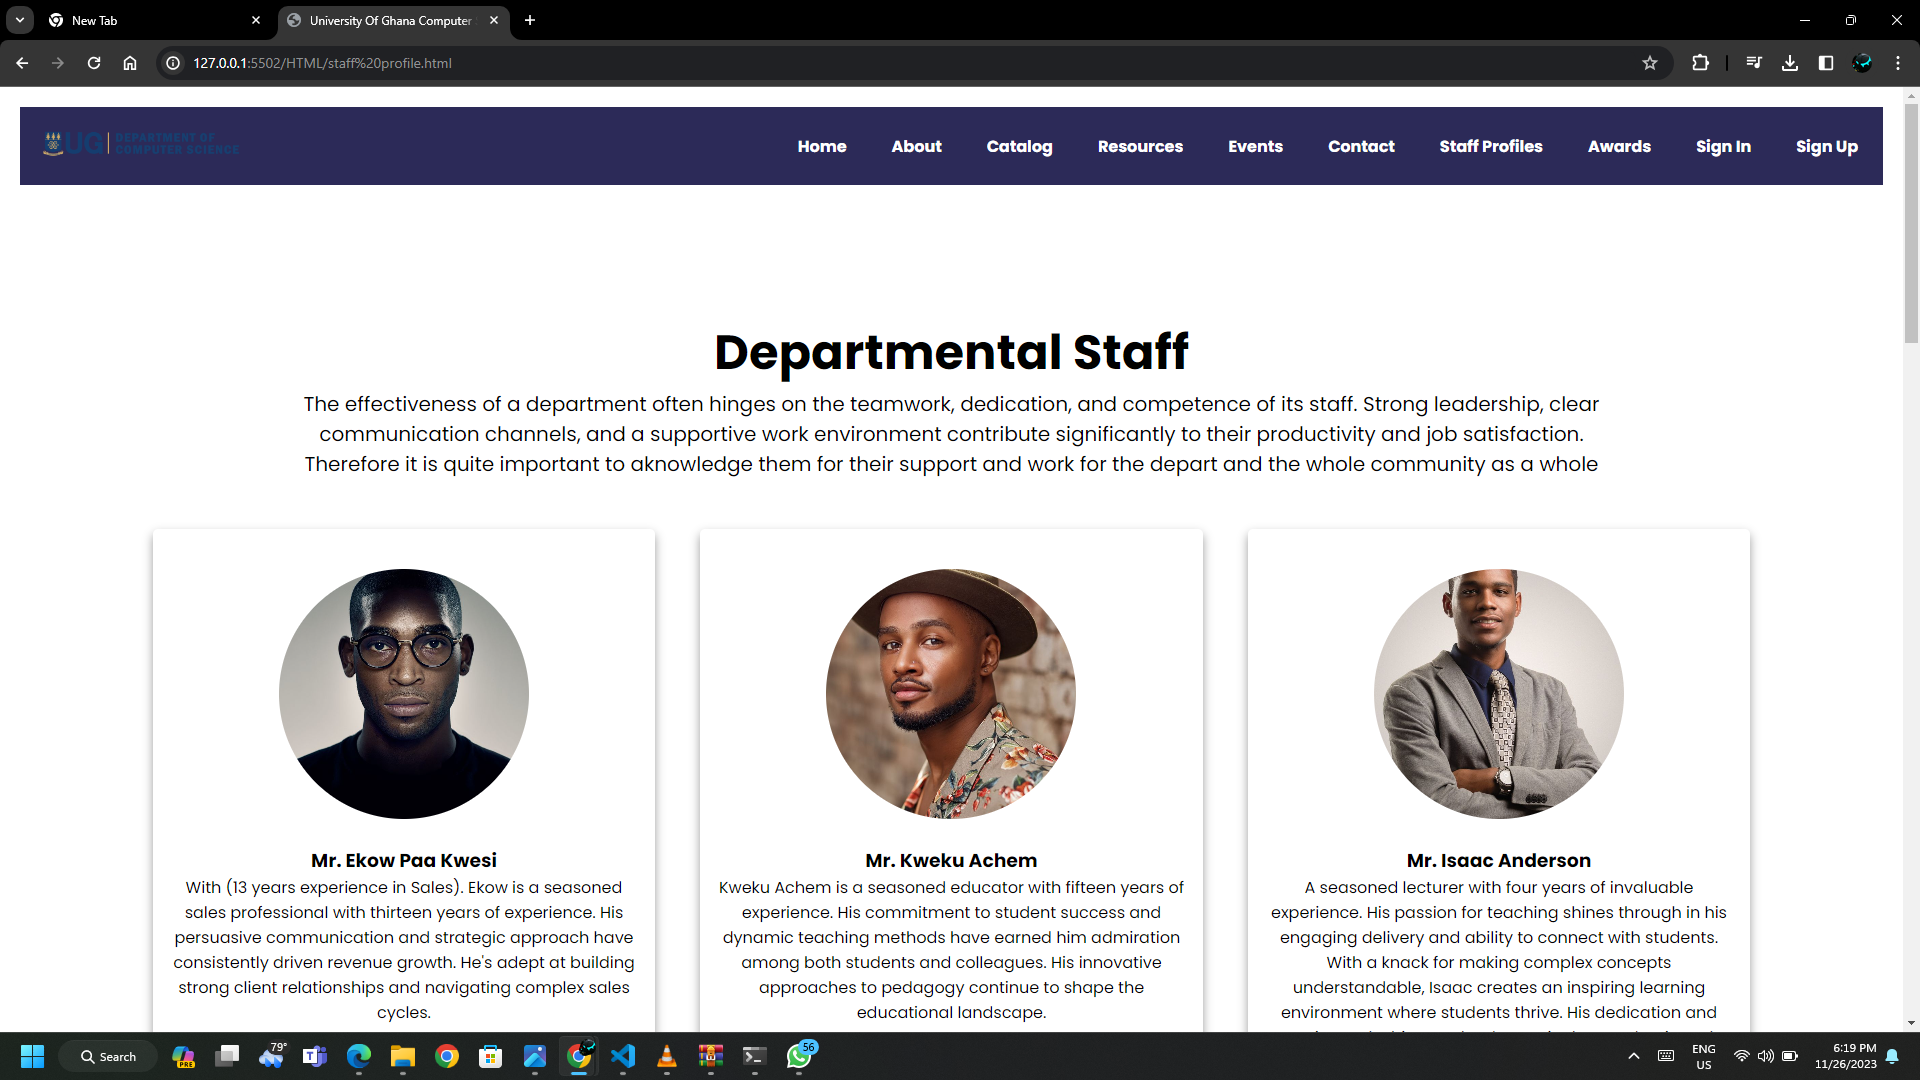 New Tab
University Of Ghana Computer
127.0.0.1:5502/HTML/staff%20profile.html
UG DEPARTMENT OF
COMPUTER SCIENCE
Home About Catalog Resources Events Contact Staff Profiles Awards Sign In Sign Up
Departmental Staff
The effectiveness of a department often hinges on the teamwork, dedication, and competence of its staff. Strong leadership, clear
communication channels, and a supportive work environment contribute significantly to their productivity and job satisfaction.
Therefore it is quite important to aknowledge them for their support and work for the depart and the whole community as a whole
Mr. Ekow Paa Kwesi
With (13 years experience in Sales). Ekow is a seasoned
sales professional with thirteen years of experience. His
persuasive communication and strategic approach have
consistently driven revenue growth. He's adept at building
strong client relationships and navigating complex sales
cycles.
Mr. Kweku Achem
Kweku Achem is a seasoned educator with fifteen years of
experience. His commitment to student success and
dynamic teaching methods have earned him admiration
among both students and colleagues. His innovative
approaches to pedagogy continue to shape the
educational landscape.
Mr. Isaac Anderson
A seasoned lecturer with four years of invaluable
experience. His passion for teaching shines through in his
engaging delivery and ability to connect with students.
With a knack for making complex concepts
understandable, Isaac creates an inspiring learning
environment where students thrive. His dedication and
Search
PRE
79°
56
ENG
US
6:19 PM
11/26/2023